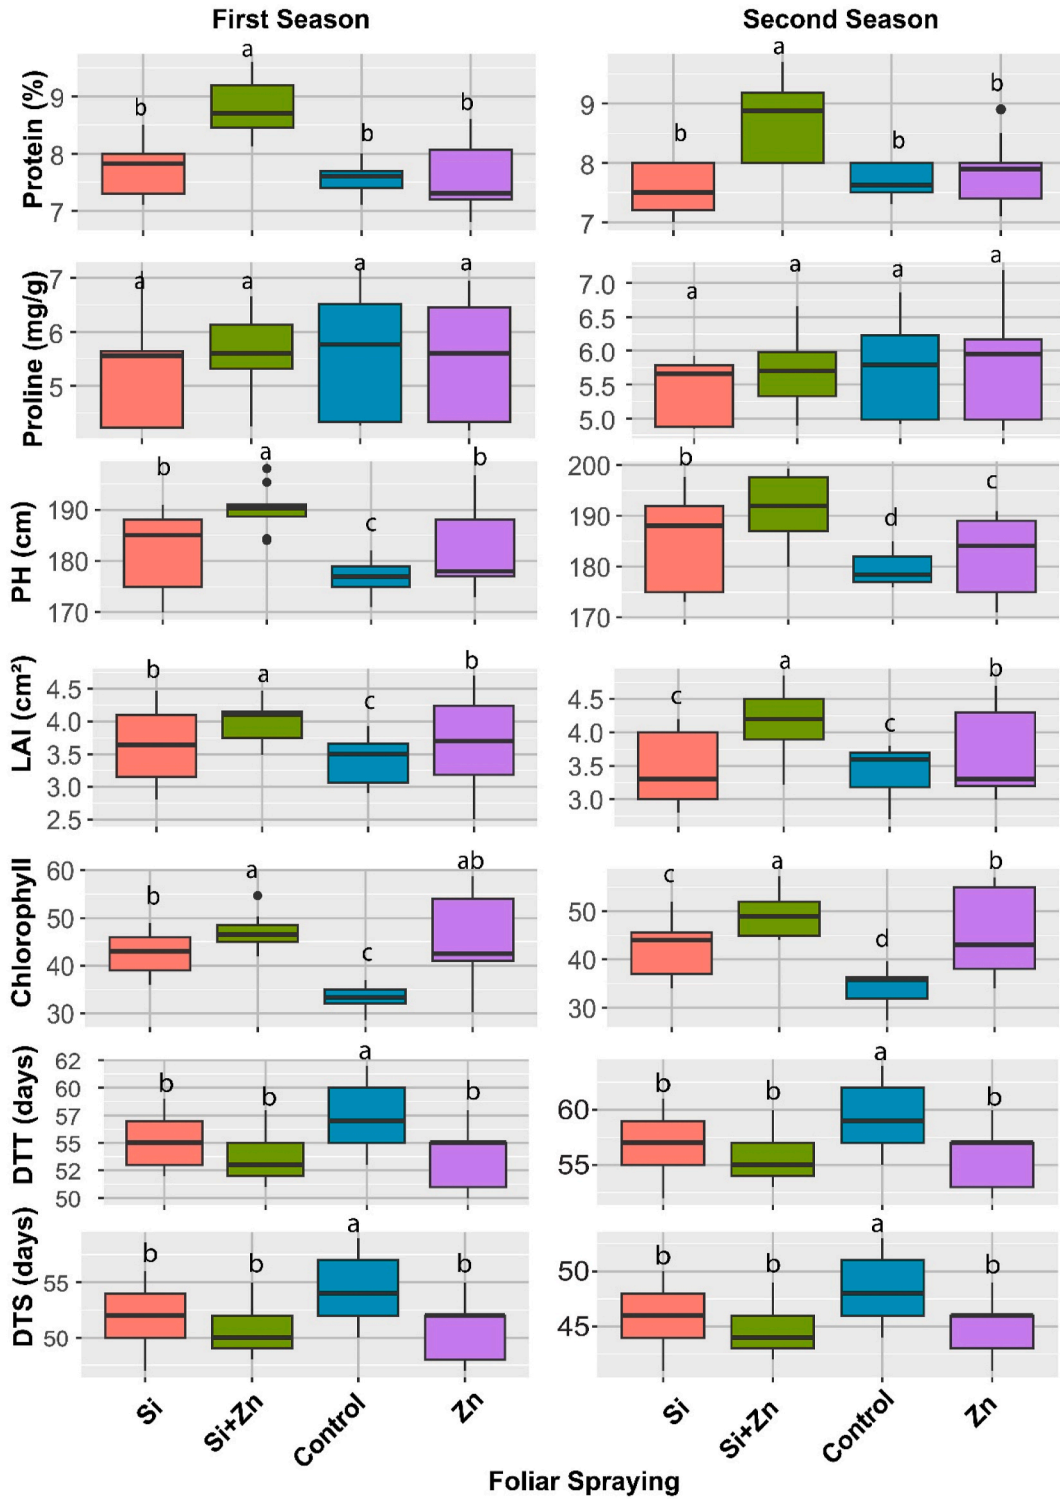 First Season Second Season
a a
b b b b b b
Protein (%)
9 8 7
9 8 7
a a a a a a a a
Proline (mg/g)
7 6 5
7.0 6.5 6.0 5.5 5.0
b a c b b d c
PH (cm)
190 180 170
200 190 180 170
b a c b c a c b
LAI (cm²)
4.5 4.0 3.5 3.0 2.5
4.5 4.0 3.5 3.0
b a c ab c a d b
Chlorophyll
60 50 40 30
50 40 30
b b a b b b a b
DTT (days)
62 60 57 55 52 50
60 55
b b a b b b a b
DTS (days)
55 50
50 45
Si Si+Zn Control Zn Si Si+Zn Control Zn
Foliar Spraying